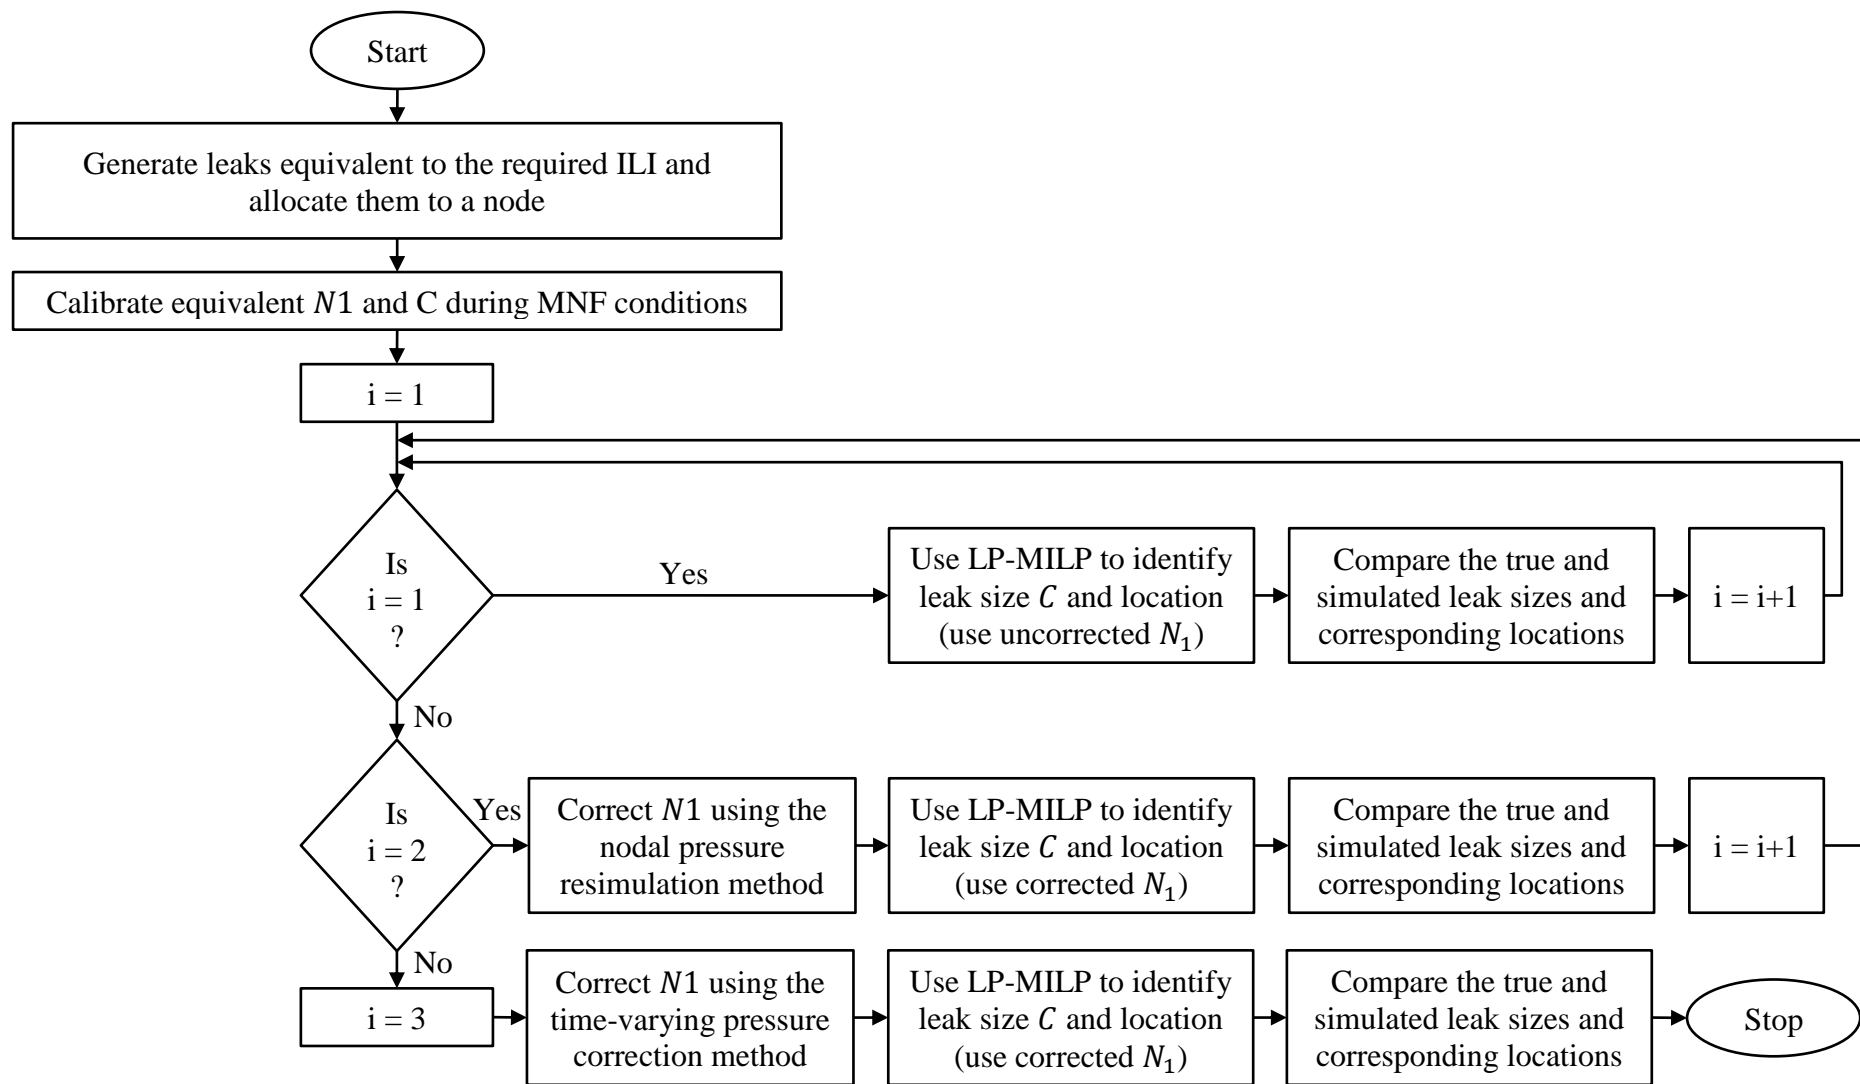 Start
Generate leaks equivalent to the required ILI and
allocate them to a node
Calibrate equivalent N1 and C during MNF conditions
i = 1
Is
i = 1
?
Yes
Use LP-MILP to identify
leak size C and location
(use uncorrected N₁)
Compare the true and
simulated leak sizes and
corresponding locations
i = i+1
No
Is
i = 2
?
Yes
Correct N1 using the
nodal pressure
resimulation method
Use LP-MILP to identify
leak size C and location
(use corrected N₁)
Compare the true and
simulated leak sizes and
corresponding locations
i = i+1
No
i = 3
Correct N1 using the
time-varying pressure
correction method
Use LP-MILP to identify
leak size C and location
(use corrected N₁)
Compare the true and
simulated leak sizes and
corresponding locations
Stop